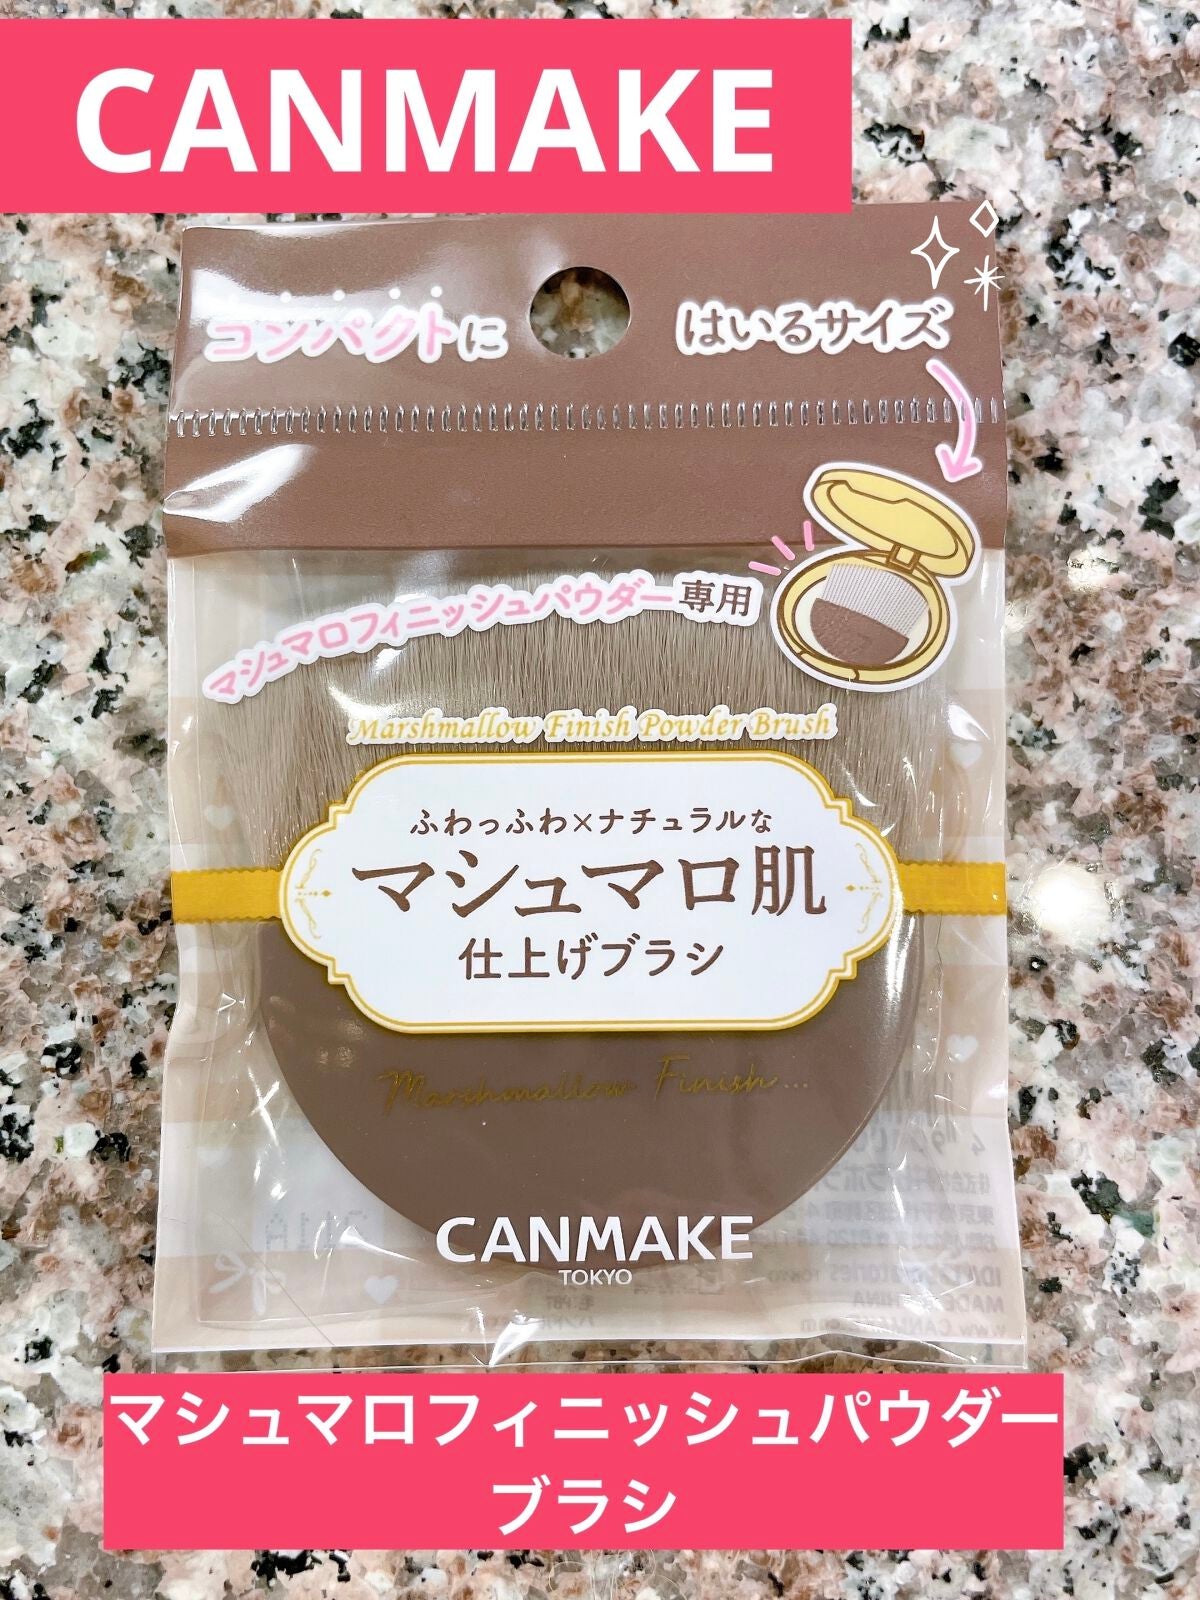 CANMAKE
コンパクトに
はいるサイズ
マシュマロフィニッシュパウダー専用
Marshmallow Finish Powder Brush
ふわっふわ×ナチュラルな
マシュマロ肌
仕上げブラシ
Marshmallow Finish...
CANMAKE
TOKYO
マシュマロフィニッシュパウダー
ブラシ